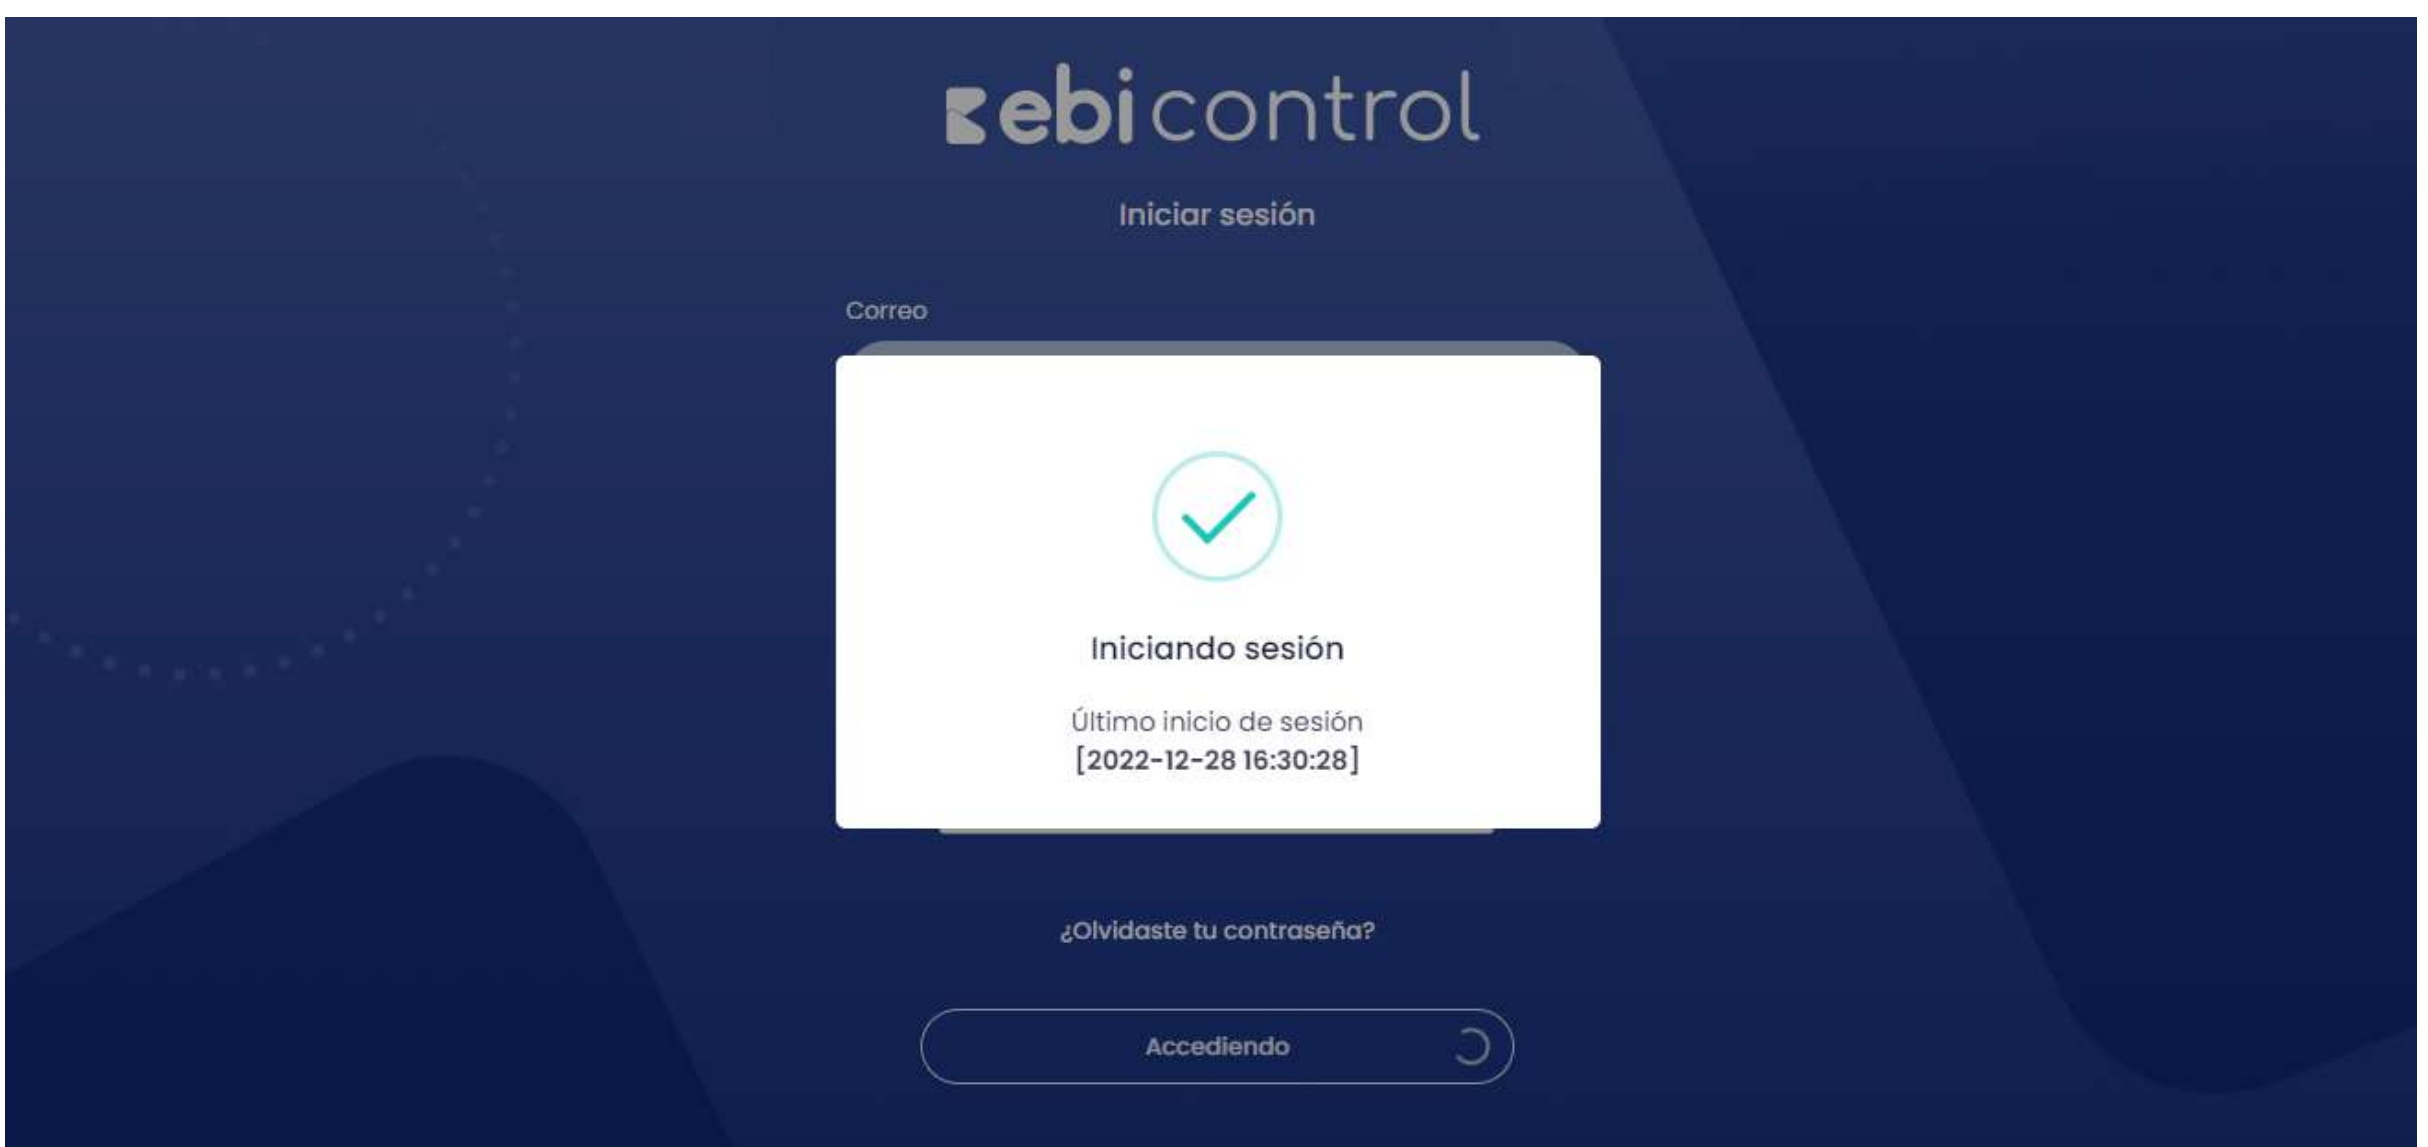 ebicontrol
Iniciar sesión
Correo
Iniciando sesión
Último inicio de sesión
[2022-12-28 16:30:28]
¿Olvidaste tu contraseña?
Accediendo